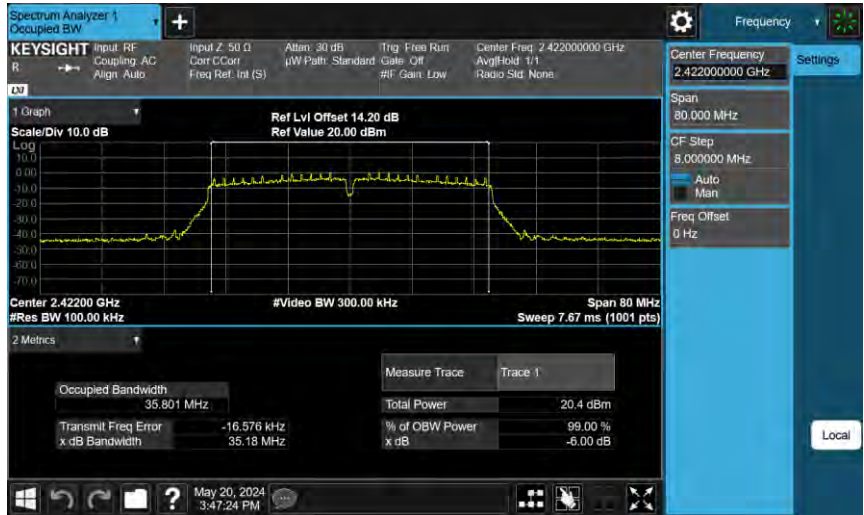 Spectrum Analyzer 1
Occupied BW
Frequency
KEYSIGHT
R
LXI
Input: RF
Coupling: AC
Align: Auto
Input Z: 50 Ω
Corr CCorr
Freq Ref: Int (S)
Atten: 30 dB
µW Path: Standard
Trig: Free Run
Gate: Off
#IF Gain: Low
Center Freq: 2.422000000 GHz
Avg|Hold: 1/1
Radio Std: None
Center Frequency
2.422000000 GHz
Settings
Span
80.000 MHz
CF Step
8.000000 MHz
Auto
Man
Freq Offset
0 Hz
Local
1 Graph
Scale/Div 10.0 dB
Ref Lvl Offset 14.20 dB
Ref Value 20.00 dBm
Log
10.0
0.00
-10.0
-20.0
-30.0
-40.0
-50.0
-60.0
-70.0
Center 2.42200 GHz
#Res BW 100.00 kHz
#Video BW 300.00 kHz
Span 80 MHz
Sweep 7.67 ms (1001 pts)
2 Metrics
Measure Trace
Trace 1
Occupied Bandwidth
35.801 MHz
Total Power
20.4 dBm
Transmit Freq Error
-16.576 kHz
% of OBW Power
99.00 %
x dB Bandwidth
35.18 MHz
x dB
-6.00 dB
?
May 20, 2024
3:47:24 PM